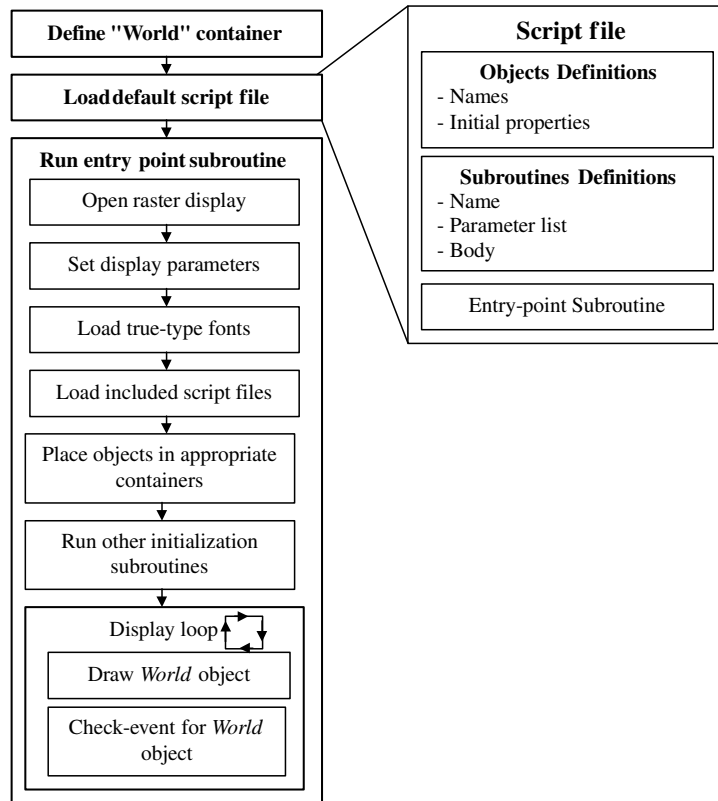 Define "World" container
Load default script file
Run entry point subroutine
Open raster display
Set display parameters
Load true-type fonts
Load included script files
Place objects in appropriate
containers
Run other initialization
subroutines
Display loop
Draw World object
Check-event for World
object
Script file
Objects Definitions
- Names
- Initial properties
Subroutines Definitions
- Name
- Parameter list
- Body
Entry-point Subroutine